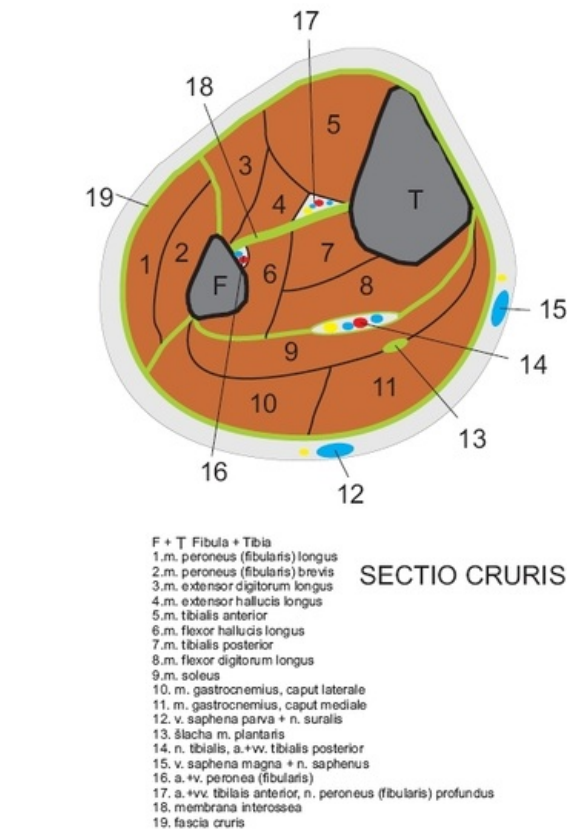 17
18
5
3
19
4
T
1
2
7
6
F
8
15
9
14
11
10
13
16
12
F + T Fibula + Tibia
1.m. peroneus (fibularis) longus
2.m. peroneus (fibularis) brevis
SECTIO CRURIS
3.m. extensor digitorum longus
4.m. extensor hallucis longus
5.m. tibialis anterior
6.m. flexor hallucis longus
7.m. tibialis posterior
8.m. flexor digitorum longus
9.m. soleus
10. m. gastrocnemius, caput laterale
11. m. gastrocnemius, caput mediale
12. v. saphena parva + n. suralis
13. šlacha m. plantaris
14. n. tibialis, a.+vv. tibialis posterior
15. v. saphena magna + n. saphenus
16. a.+v. peronea (fibularis)
17. a.+vv. tibilais anterior, n. peroneus (fibularis) profundus
18. membrana interossea
19. fascia cruris